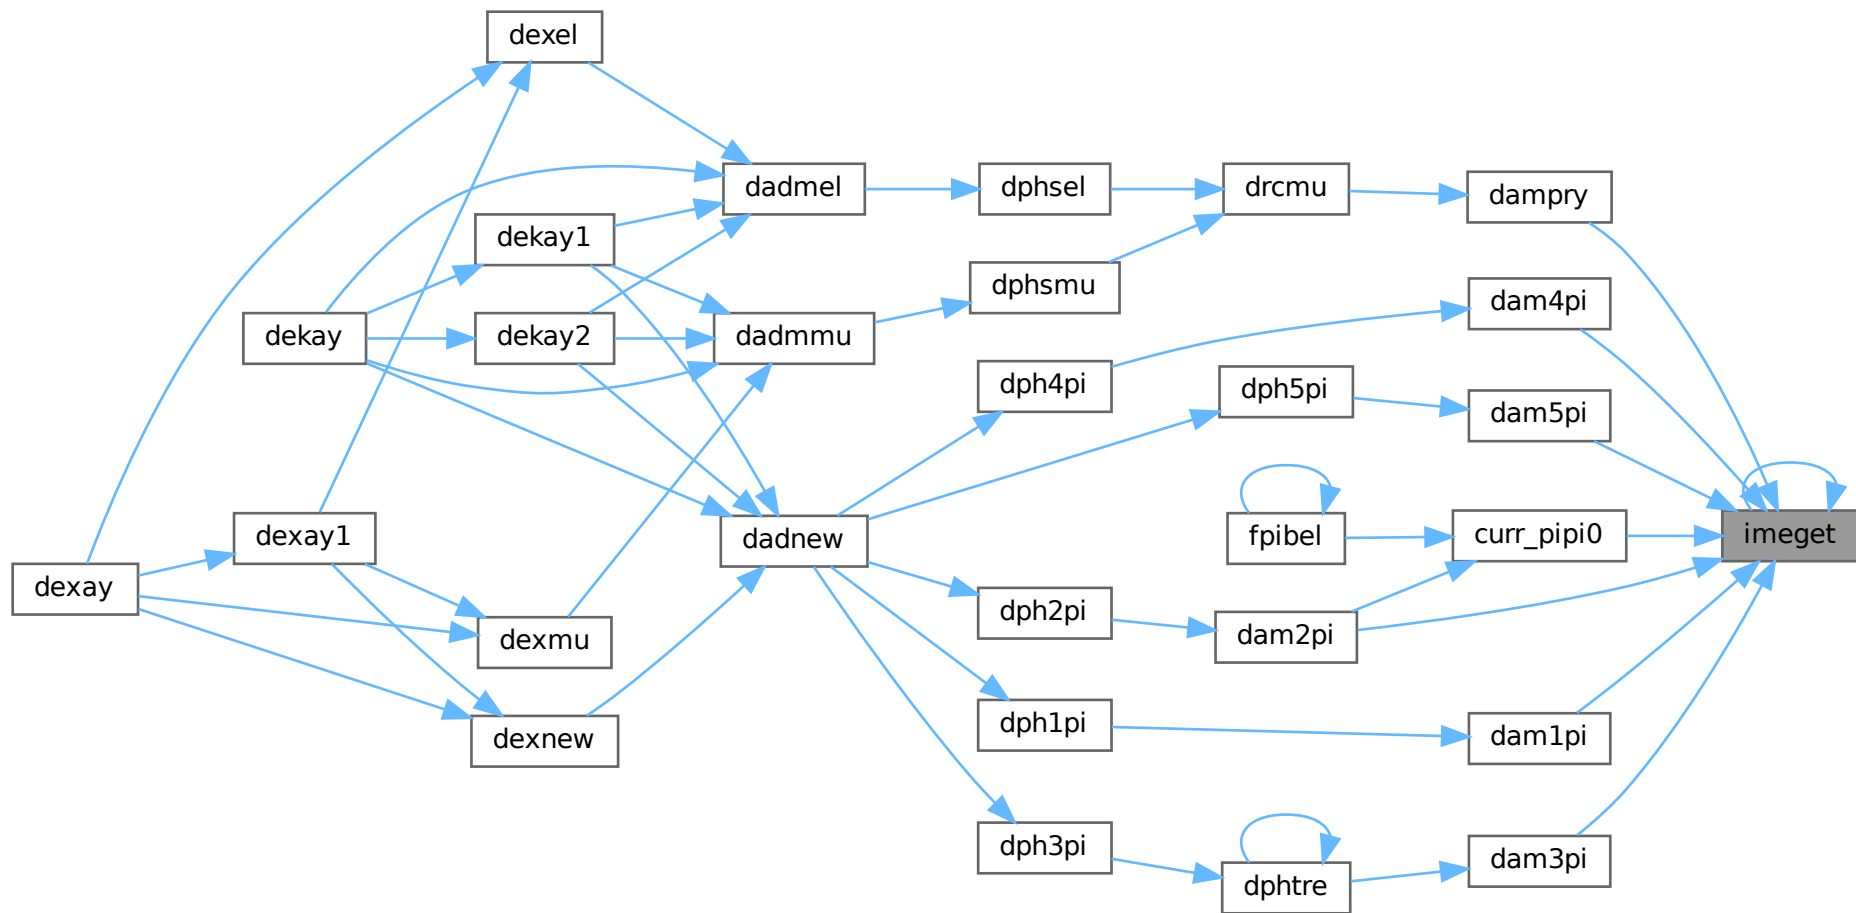 dexel
dadmel
dphsel
drcmu
dampry
dekay1
dphsmu
dam4pi
dekay
dekay2
dadmmu
dph4pi
dph5pi
dam5pi
dexay1
dadnew
fpibel
curr_pipi0
imeget
dexay
dexmu
dph2pi
dam2pi
dexnew
dph1pi
dam1pi
dph3pi
dphtre
dam3pi